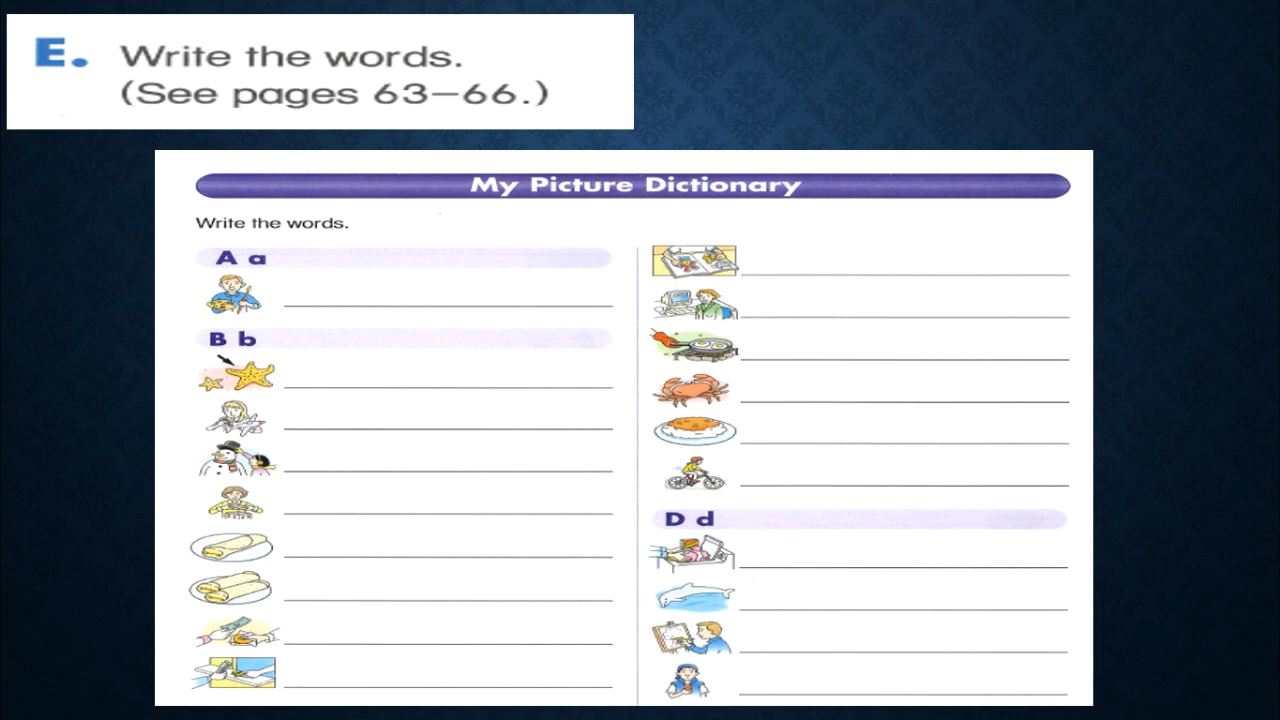 E. Write the words.
(See pages 63–66.)
My Picture Dictionary
Write the words.
A a
B b
D d